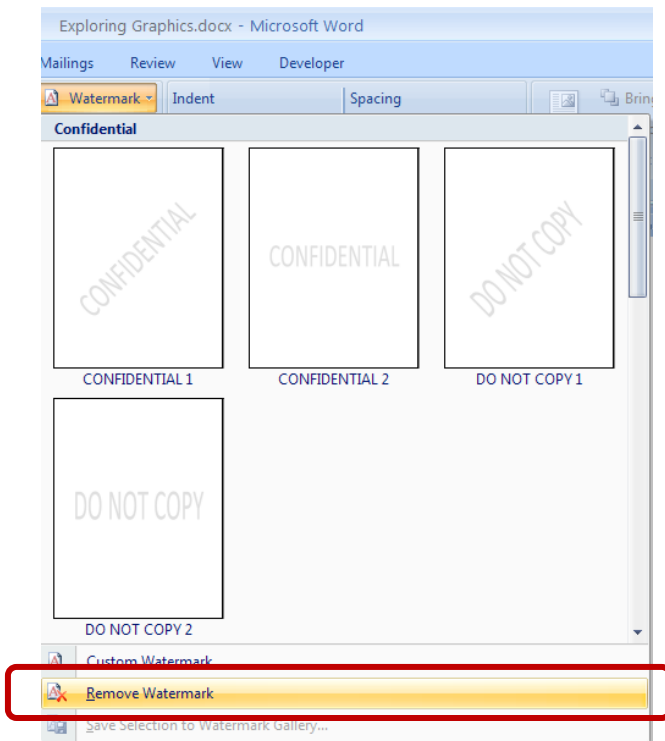 Exploring Graphics.docx - Microsoft Word
Mailings Review View Developer
Watermark Indent Spacing Brin
Confidential
CONFIDENTIAL CONFIDENTIAL DO NOT COPY
CONFIDENTIAL 1 CONFIDENTIAL 2 DO NOT COPY 1
DO NOT COPY
DO NOT COPY 2
Custom Watermark
Remove Watermark
Save Selection to Watermark Gallery...